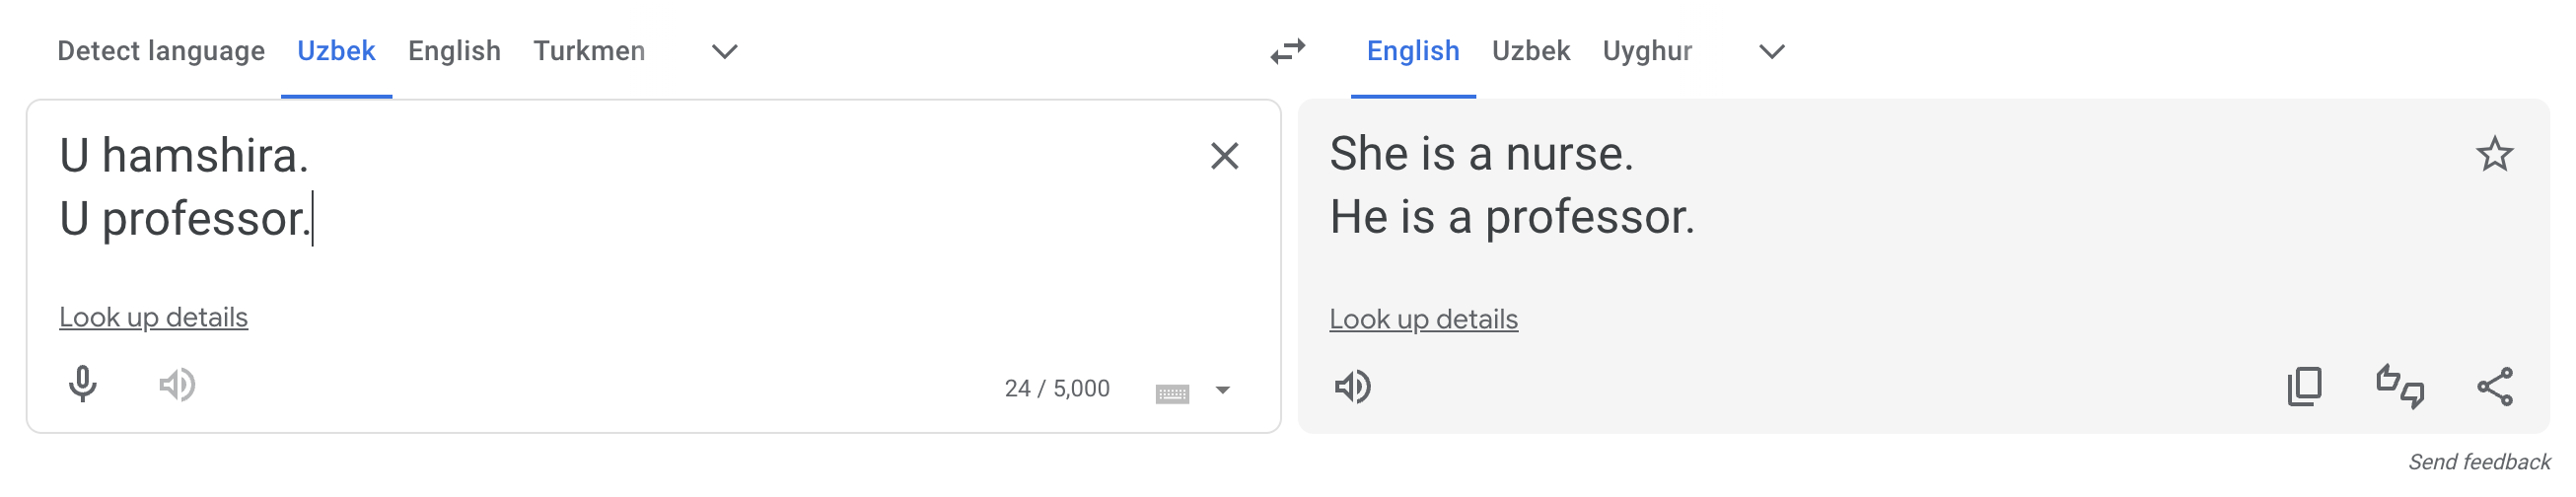 Detect language Uzbek English Turkmen
English Uzbek Uyghur
U hamshira.
U professor.
Look up details
24 / 5,000
She is a nurse.
He is a professor.
Look up details
Send feedback